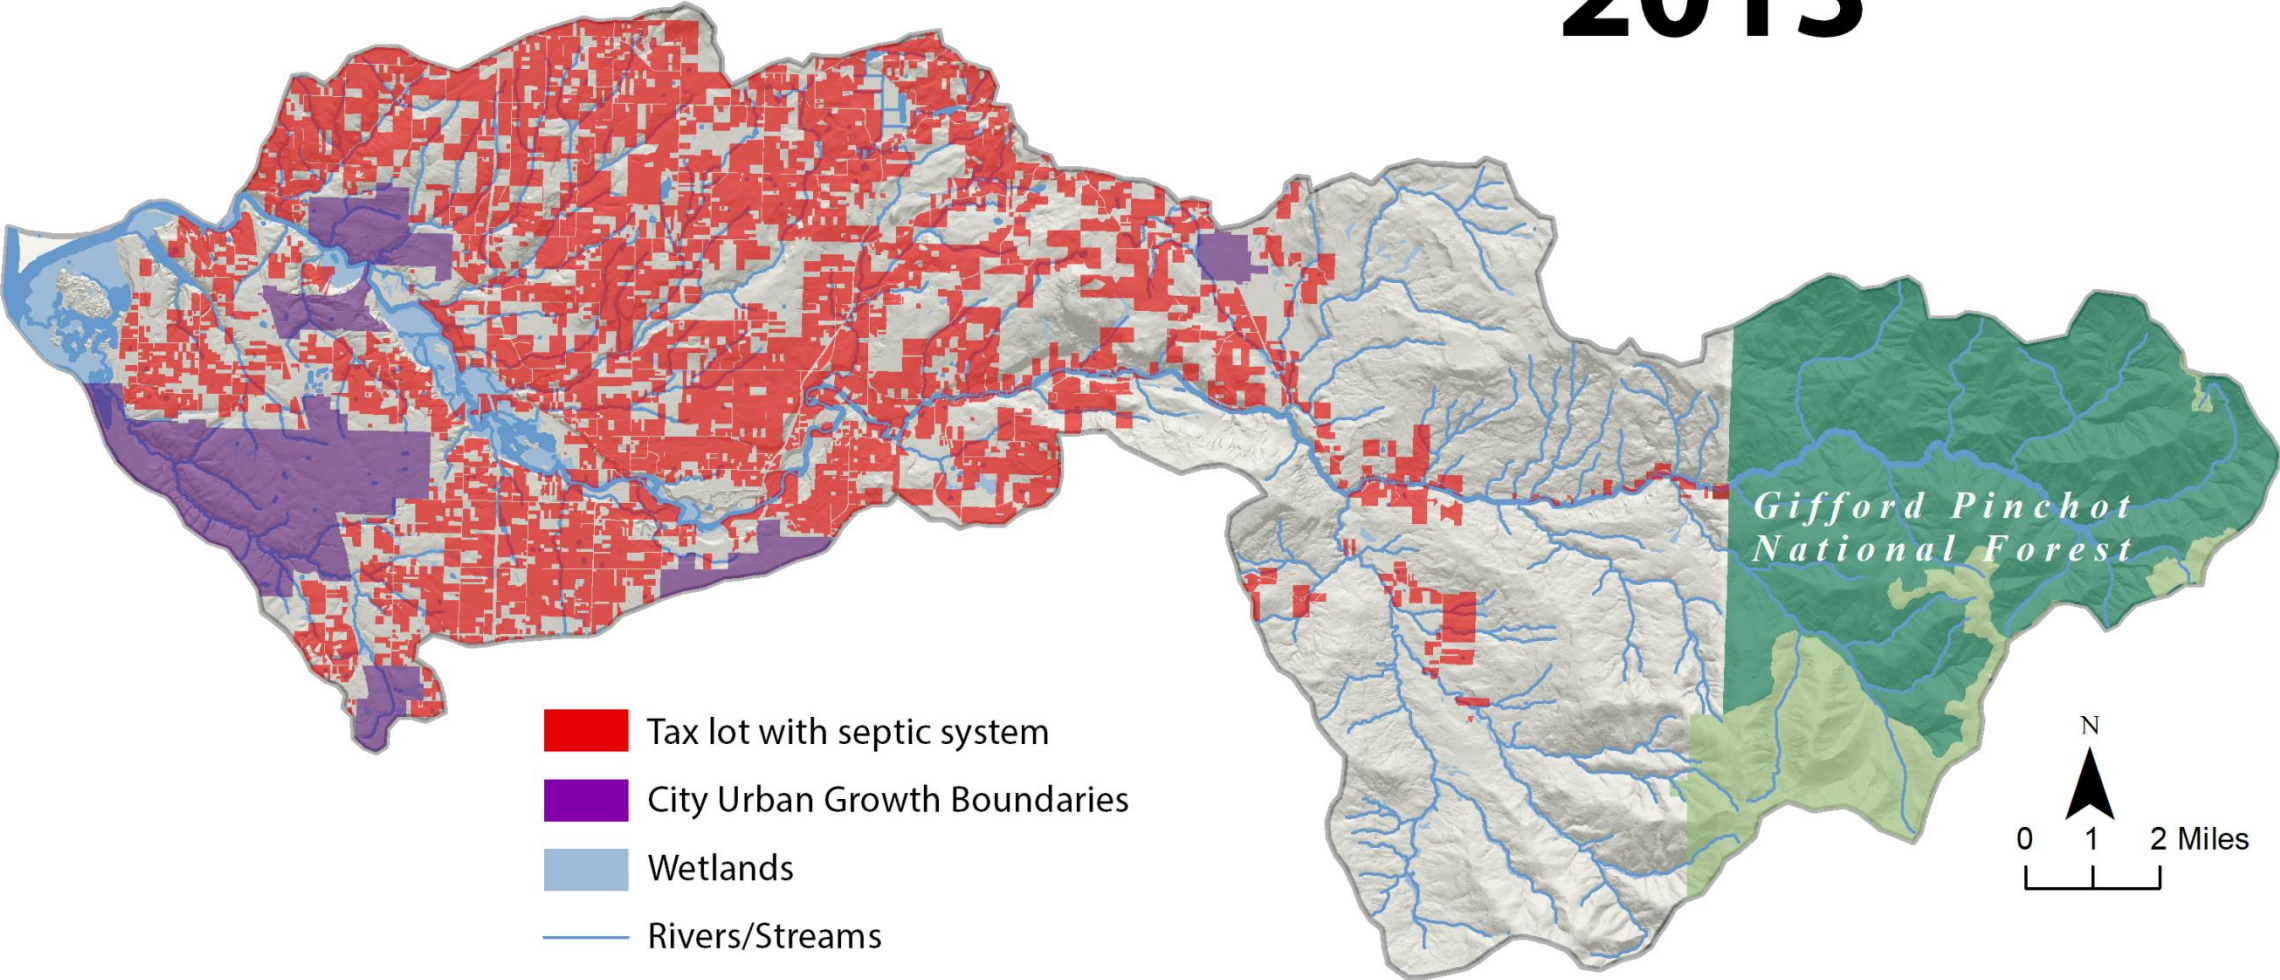 Gifford Pinchot
National Forest
Tax lot with septic system
City Urban Growth Boundaries
Wetlands
Rivers/Streams
N
0 1 2 Miles